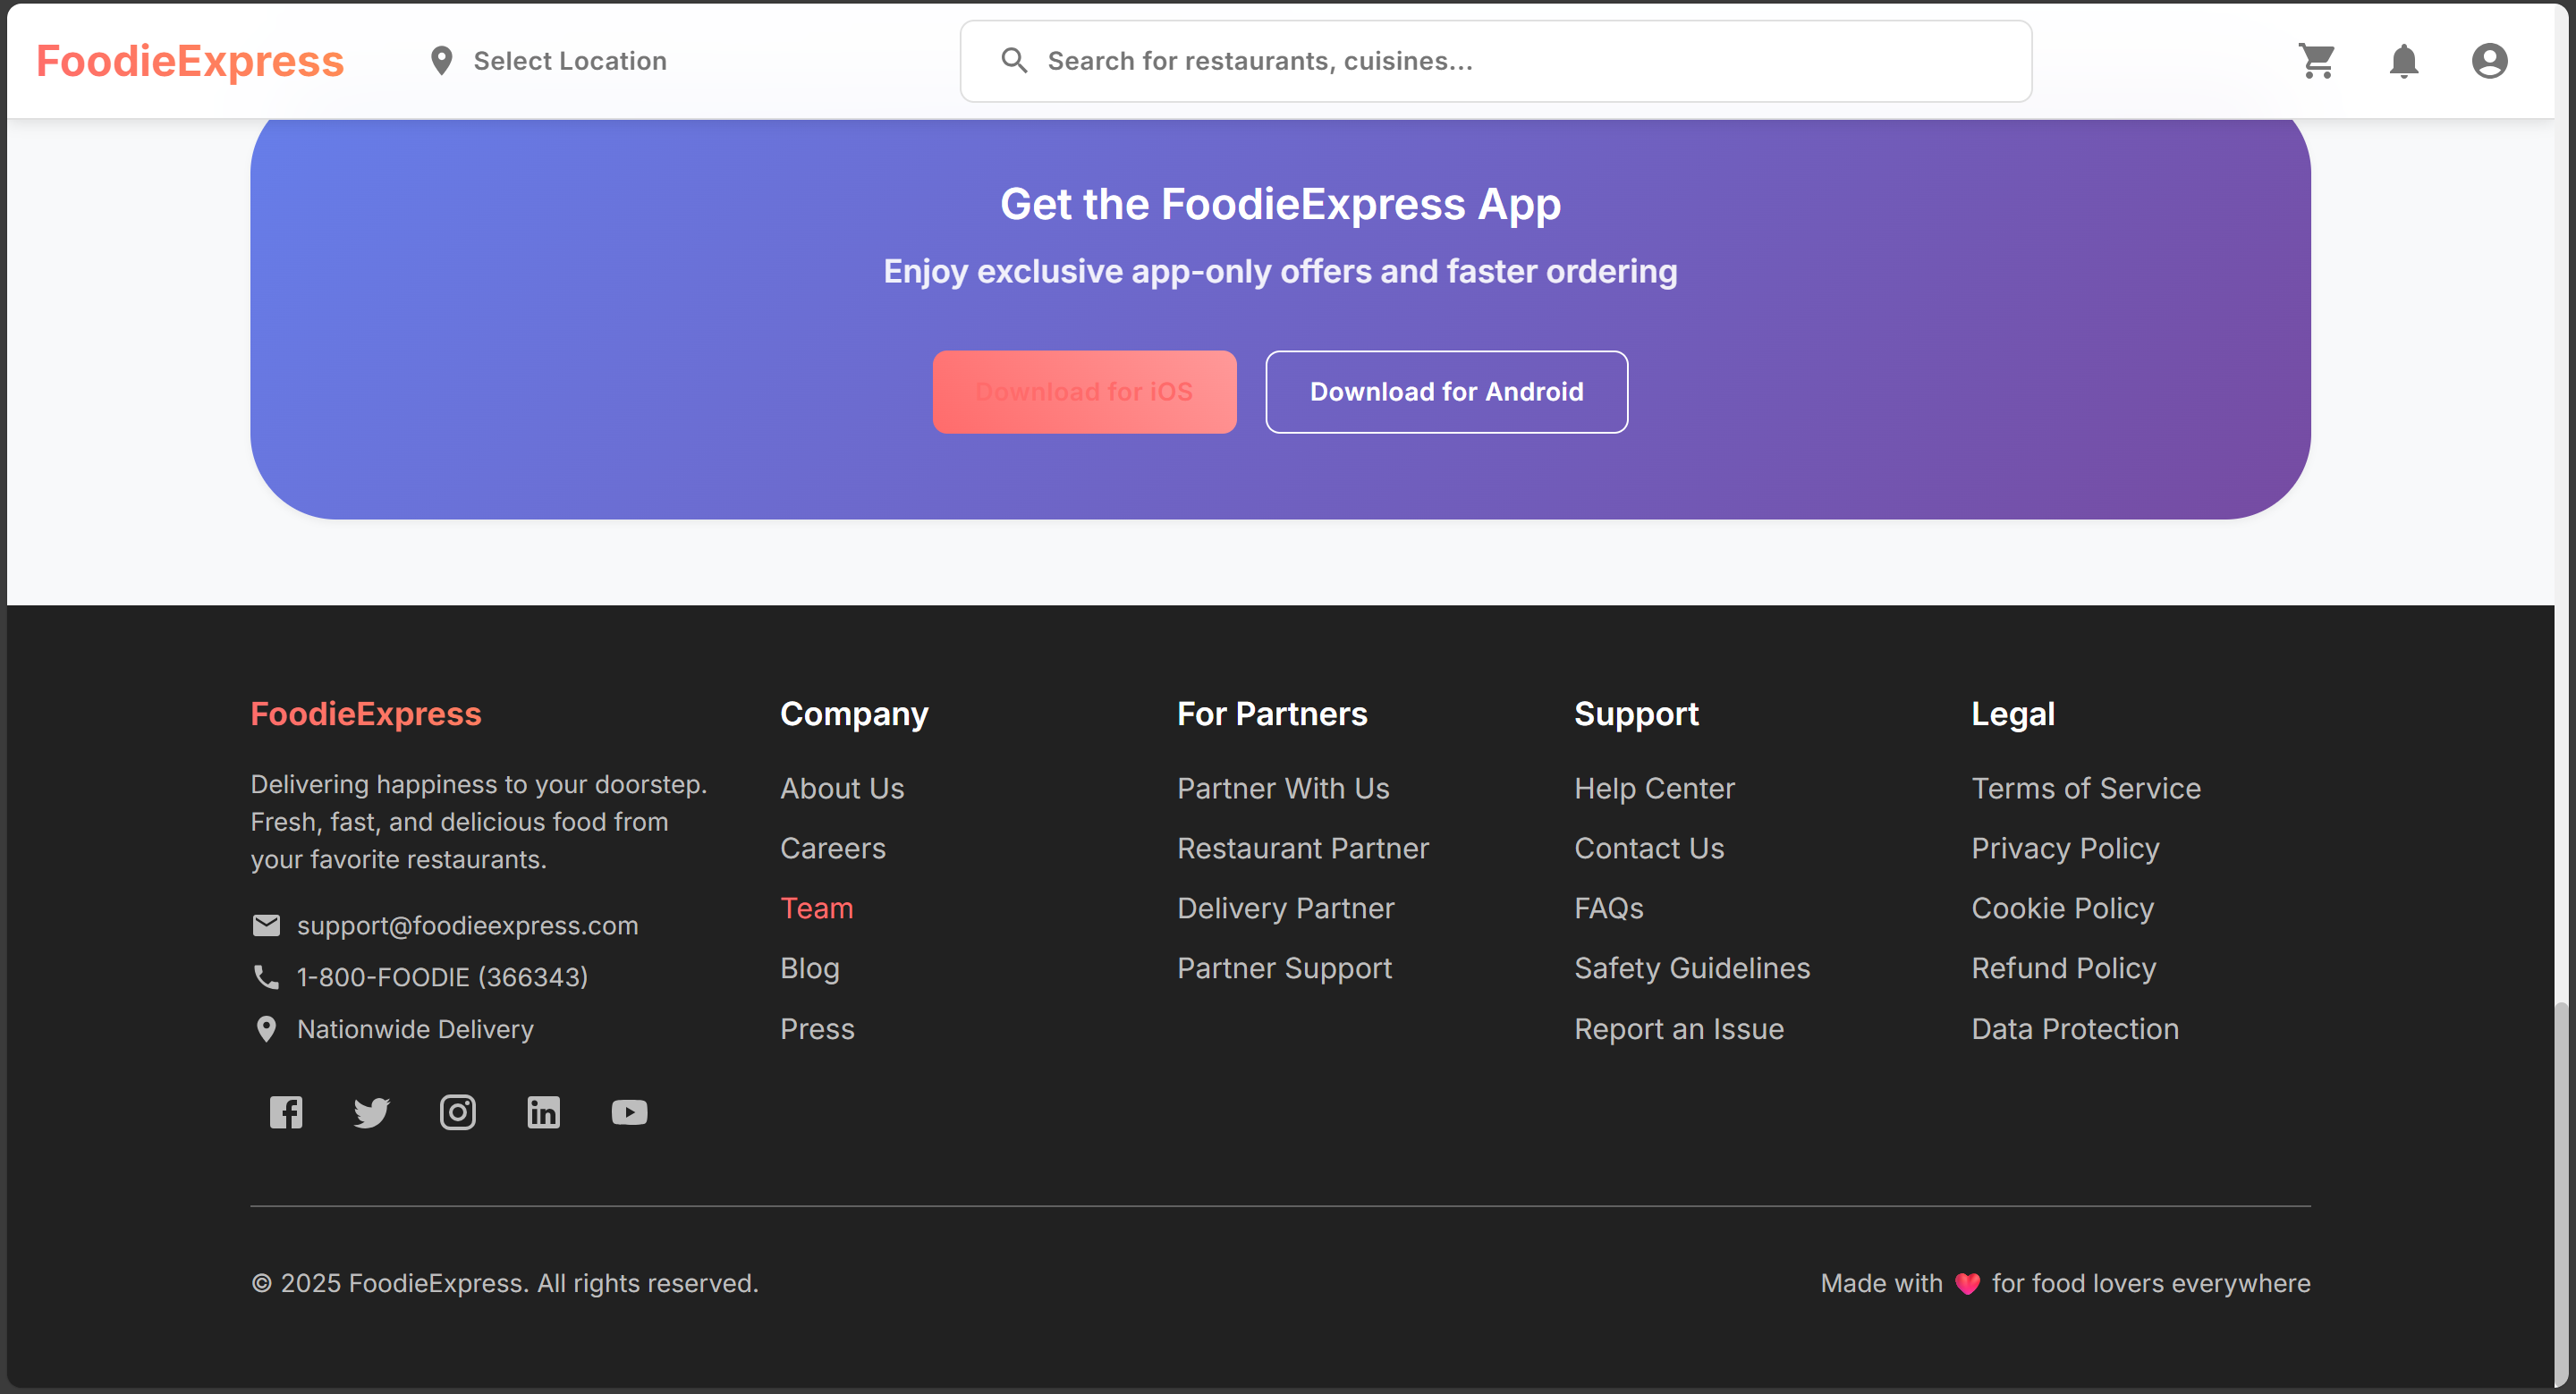 FoodieExpress
Select Location
Search for restaurants, cuisines...
Get the FoodieExpress App
Enjoy exclusive app-only offers and faster ordering
Download for iOS
Download for Android
FoodieExpress
Delivering happiness to your doorstep.
Fresh, fast, and delicious food from
your favorite restaurants.
support@foodieexpress.com
1-800-FOODIE (366343)
Nationwide Delivery
Company
About Us
Careers
Team
Blog
Press
For Partners
Partner With Us
Restaurant Partner
Delivery Partner
Partner Support
Support
Help Center
Contact Us
FAQs
Safety Guidelines
Report an Issue
Legal
Terms of Service
Privacy Policy
Cookie Policy
Refund Policy
Data Protection
© 2025 FoodieExpress. All rights reserved.
Made with ❤️ for food lovers everywhere